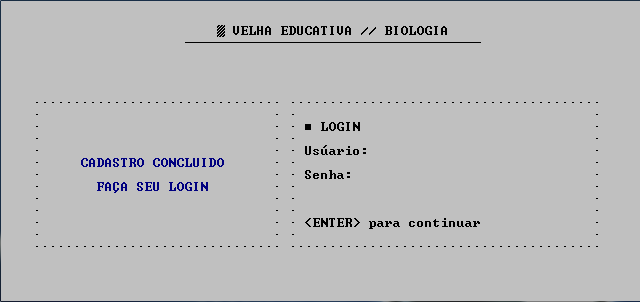 ▒ VELHA EDUCATIVA // BIOLOGIA
CADASTRO CONCLUIDO
FAÇA SEU LOGIN
■ LOGIN
Usúario:
Senha:
<ENTER> para continuar